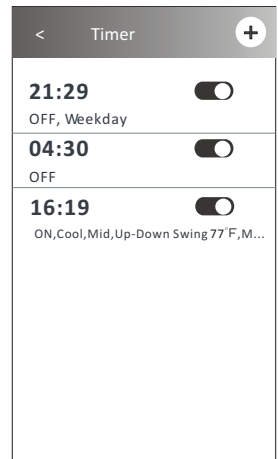 < Timer +
21:29
OFF, Weekday
04:30
OFF
16:19
ON,Cool,Mid,Up-Down Swing 77°F,M...